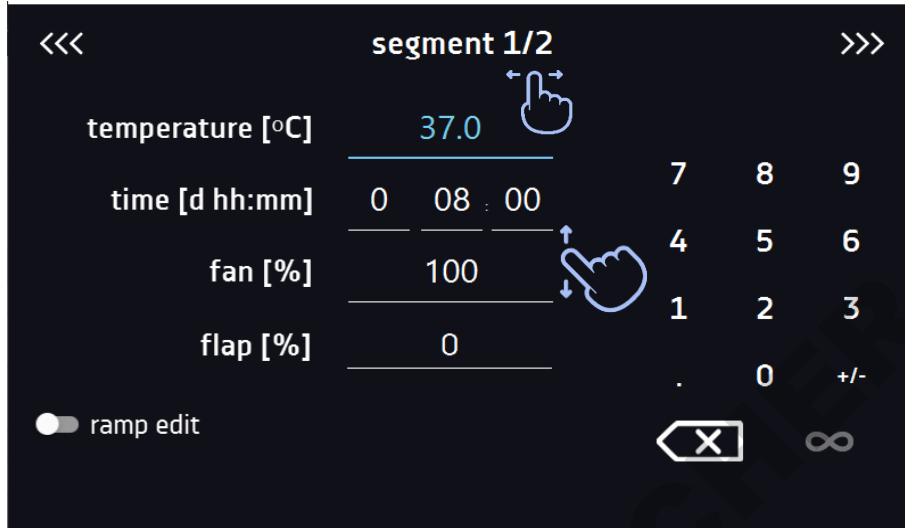 <<< segment 1/2 >>>
temperature [°C] 37.0
time [d hh:mm] 0 08 : 00
fan [%] 100
flap [%] 0
ramp edit
7 8 9
4 5 6
1 2 3
. 0 +/-
∞